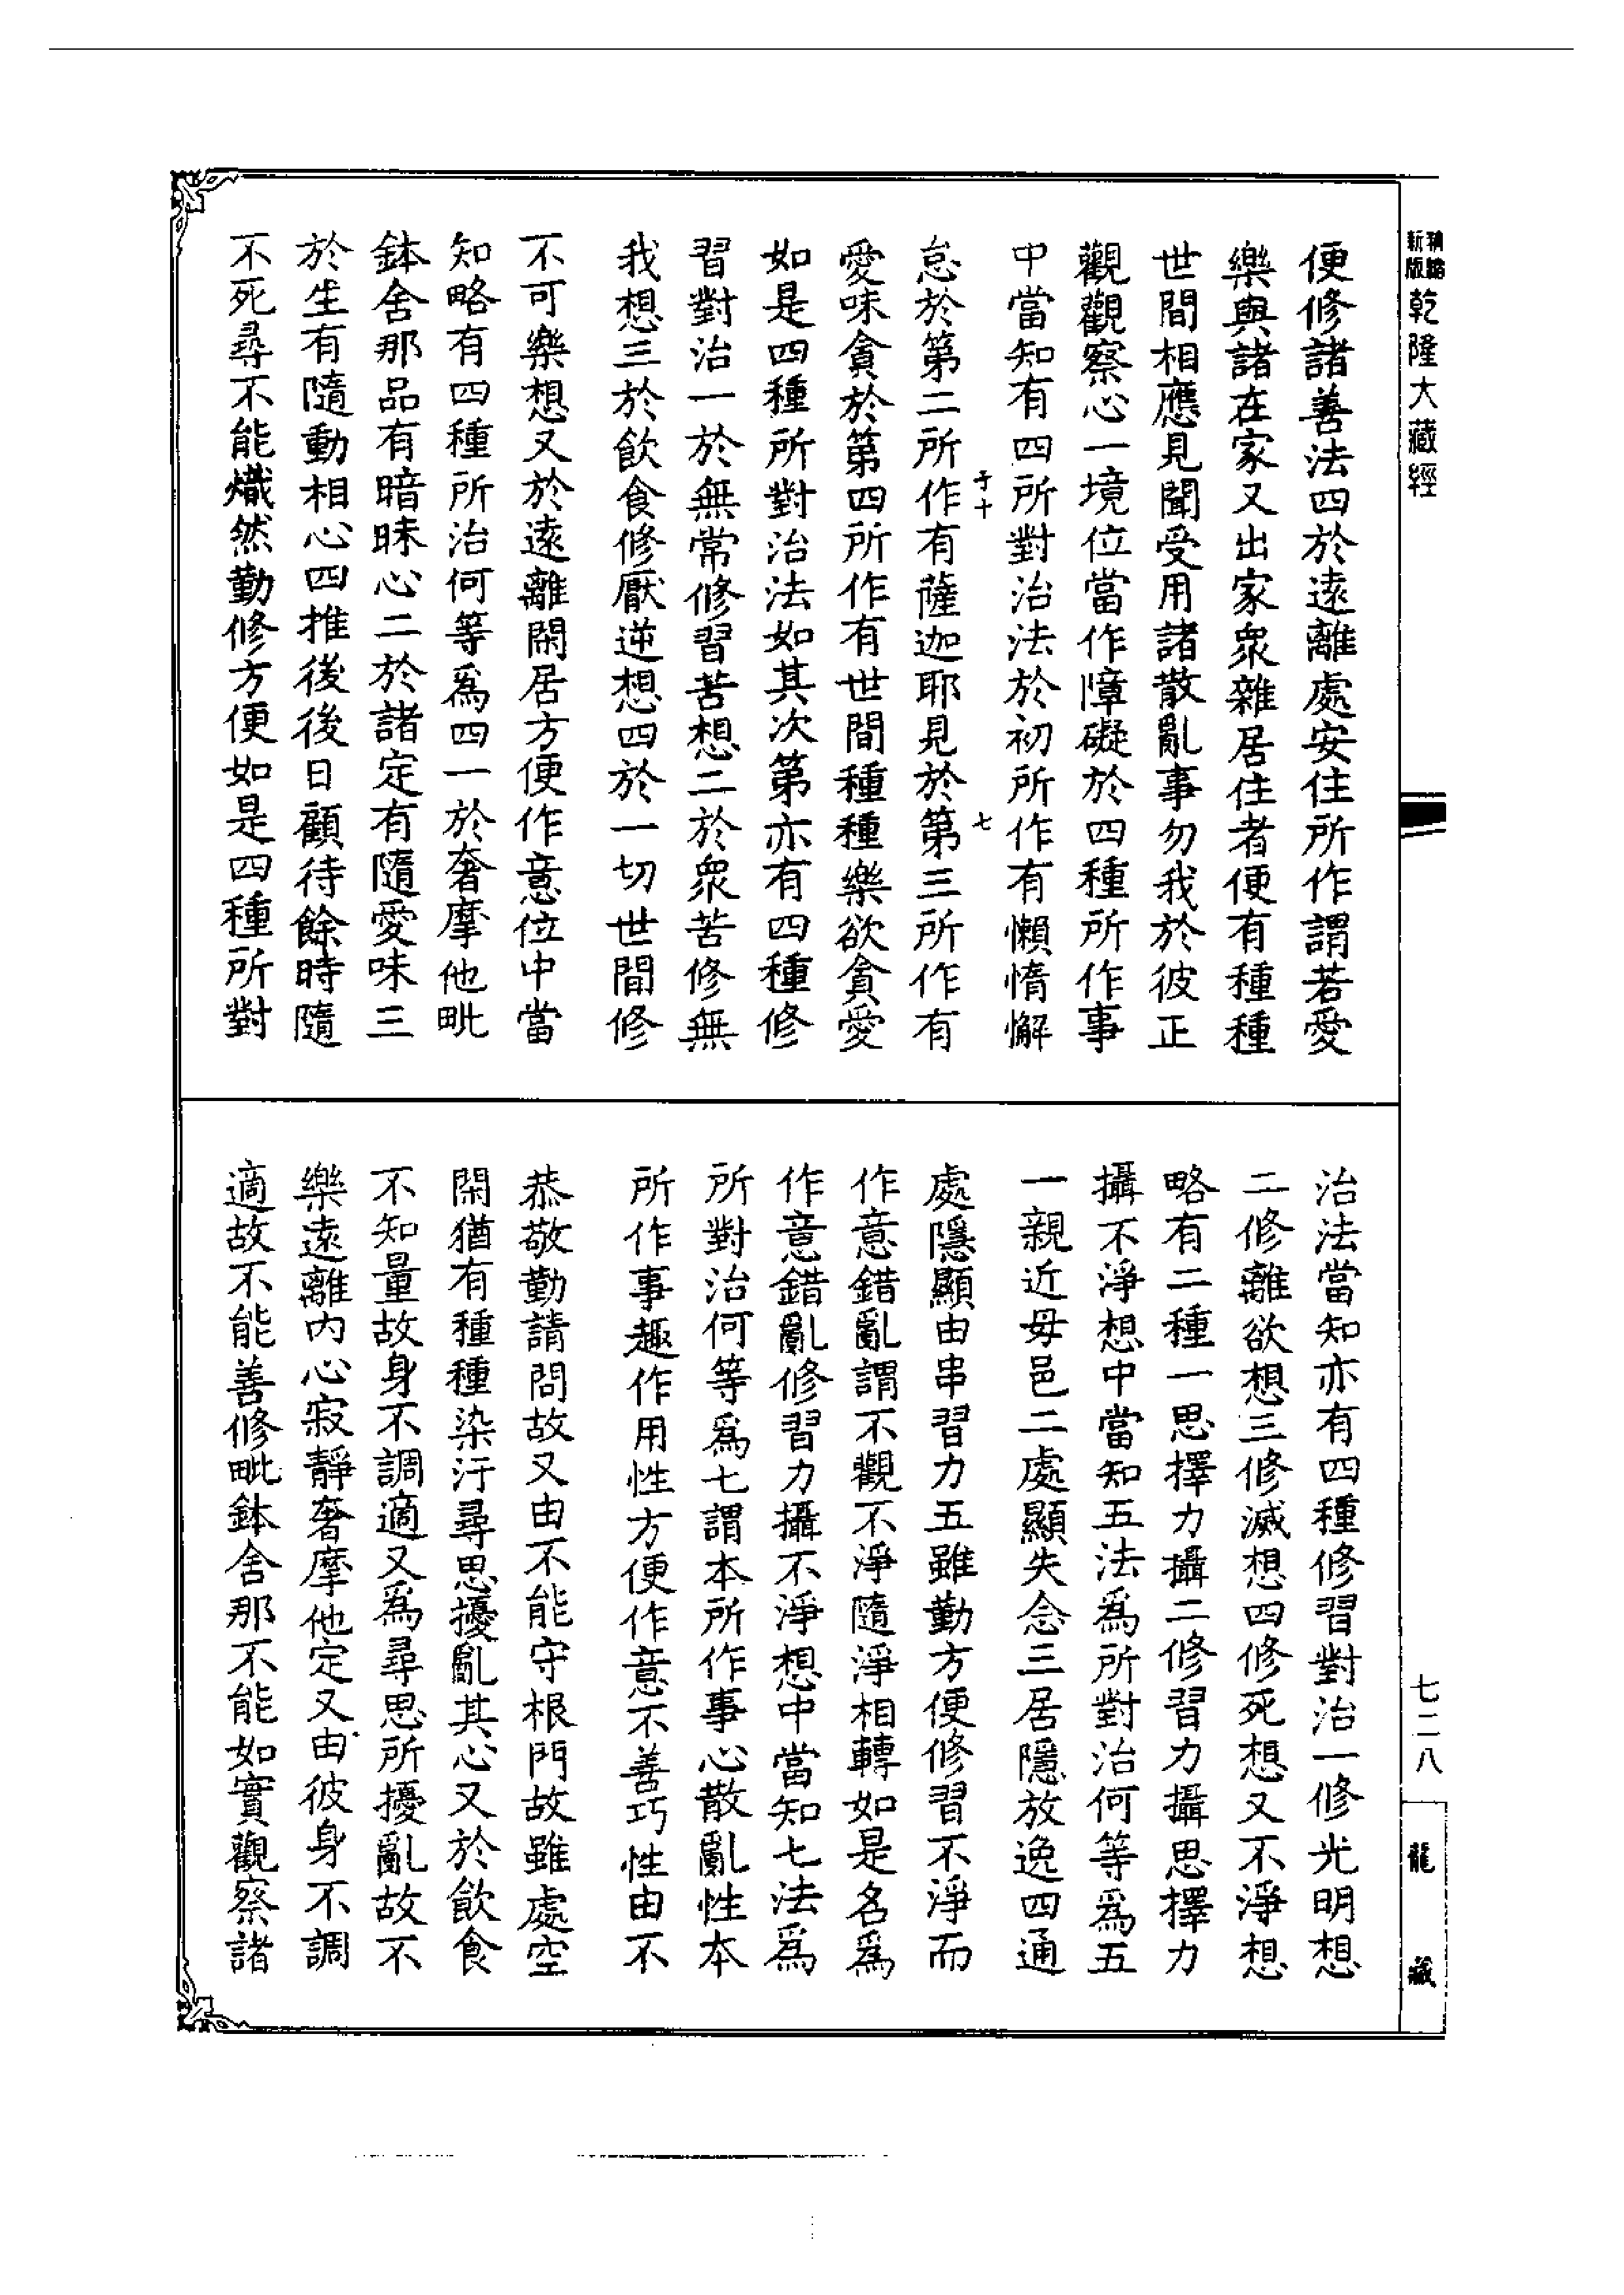 新版
乾隆大藏經
便修諸善法四於遠離處安住所作謂若愛
樂與諸在家又出家眾雜居住者便有種種
世間相應見聞受用諸散亂事勿我於彼正
觀觀察心一境位當作障礙於四種所作事
中當知有四所對治法於初所作有懶惰懈
怠於第二所作有薩迦耶見於第三所作有
于十
七
愛味貪於第四所作有世間種種樂欲貪愛
如是四種所對治法如其次第亦有四種修
習對治一於無常修習苦想二於眾苦修無
我想三於飲食修厭逆想四於一切世間修
不可樂想又於遠離閑居方便作意位中當
知略有四種所治何等為四一於奢摩他毗
鉢舍那品有暗昧心二於諸定有隨愛味三
於生有隨動相心四推後後日顧待餘時隨
不死尋不能熾然勤修方便如是四種所對
治法當知亦有四種修習對治一修光明想
二修離欲想三修滅想四修死想又不淨想
略有二種一思擇力攝二修習力攝思擇力
攝不淨想中當知五法為所對治何等為五
一親近母邑二處顯失念三居隱放逸四通
處隱顯由串習力五雖勤方便修習不淨而
作意錯亂謂不觀不淨隨淨相轉如是名為
作意錯亂修習力攝不淨想中當知七法為
所對治何等為七謂本所作事心散亂性本
所作事趣作用性方便作意不善巧性由不
恭敬勤請問故又由不能守根門故雖處空
閑猶有種種染汙尋思擾亂其心又於飲食
不知量故身不調適又為尋思所擾亂故不
樂遠離內心寂靜奢摩他定又由彼身不調
適故不能善修毗鉢舍那不能如實觀察諸
七二八
龍藏